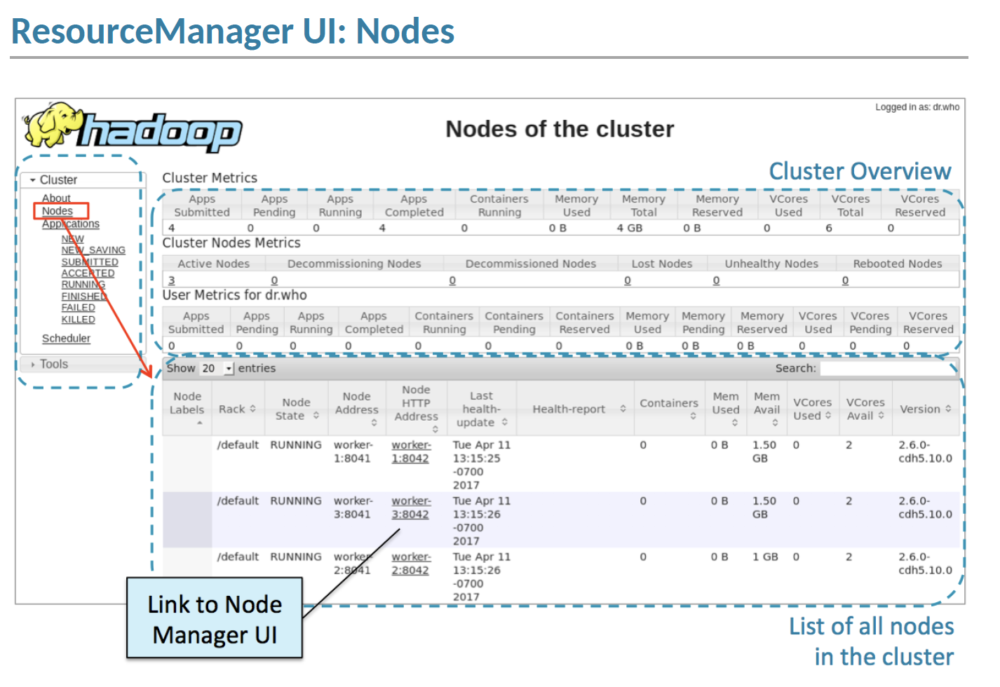 ResourceManager UI: Nodes
hadoop
Logged in as: dr.who
Nodes of the cluster
Cluster Overview
Cluster
About
Nodes
Applications
NEW
NEW_SAVING
SUBMITTED
ACCEPTED
RUNNING
FINISHED
FAILED
KILLED
Scheduler
Tools
Cluster Metrics
Apps Submitted Apps Pending Apps Running Apps Completed Containers Running Memory Used Memory Total Memory Reserved VCores Used VCores Total VCores Reserved
4 0 0 4 0 0 B 4 GB 0 B 0 6 0
Cluster Nodes Metrics
Active Nodes Decommissioning Nodes Decommissioned Nodes Lost Nodes Unhealthy Nodes Rebooted Nodes
3 0 0 0 0 0
User Metrics for dr.who
Apps Submitted Apps Pending Apps Running Apps Completed Containers Running Containers Pending Containers Reserved Memory Used Memory Pending Memory Reserved VCores Used VCores Pending VCores Reserved
0 0 0 0 0 0 0 0 B 0 B 0 B 0 0 0
Show 20 entries Search:
Node Labels Rack Node State Node Address Node HTTP Address Last health-update Health-report Containers Mem Used Mem Avail VCores Used VCores Avail Version
/default RUNNING worker-1:8041 worker-1:8042 Tue Apr 11 13:15:25 -0700 2017 0 0 B 1.50 GB 0 2 2.6.0-cdh5.10.0
/default RUNNING worker-3:8041 worker-3:8042 Tue Apr 11 13:15:26 -0700 2017 0 0 B 1.50 GB 0 2 2.6.0-cdh5.10.0
/default RUNNING worker-2:8041 worker-2:8042 Tue Apr 11 13:15:26 -0700 2017 0 0 B 1 GB 0 2 2.6.0-cdh5.10.0
Link to Node
Manager UI
List of all nodes
in the cluster